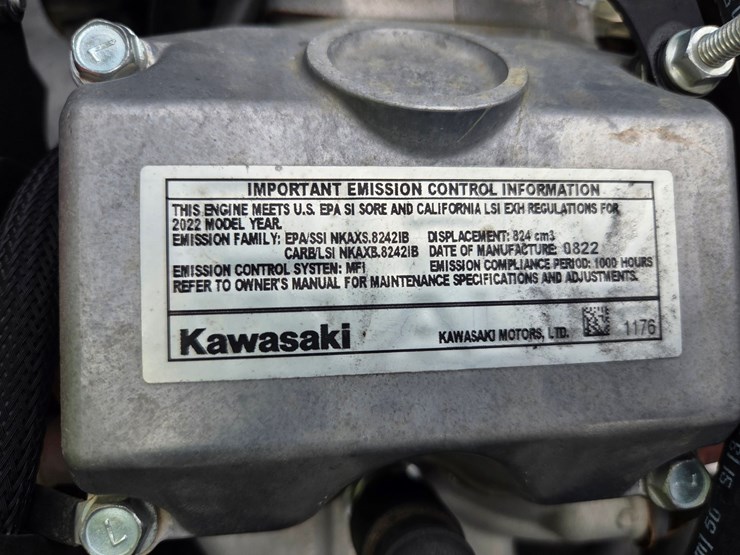 IMPORTANT EMISSION CONTROL INFORMATION
THIS ENGINE MEETS U.S. EPA SI SORE AND CALIFORNIA LSI EXH REGULATIONS FOR
2022 MODEL YEAR.
EMISSION FAMILY: EPA/SSI NKAXS.8242IB DISPLACEMENT: 824 cm3
CARB/LSI NKAXB.8242IB DATE OF MANUFACTURE: 0822
EMISSION CONTROL SYSTEM: MFI EMISSION COMPLIANCE PERIOD: 1000 HOURS
REFER TO OWNER'S MANUAL FOR MAINTENANCE SPECIFICATIONS AND ADJUSTMENTS.
Kawasaki KAWASAKI MOTORS, LTD. 1176
L
L